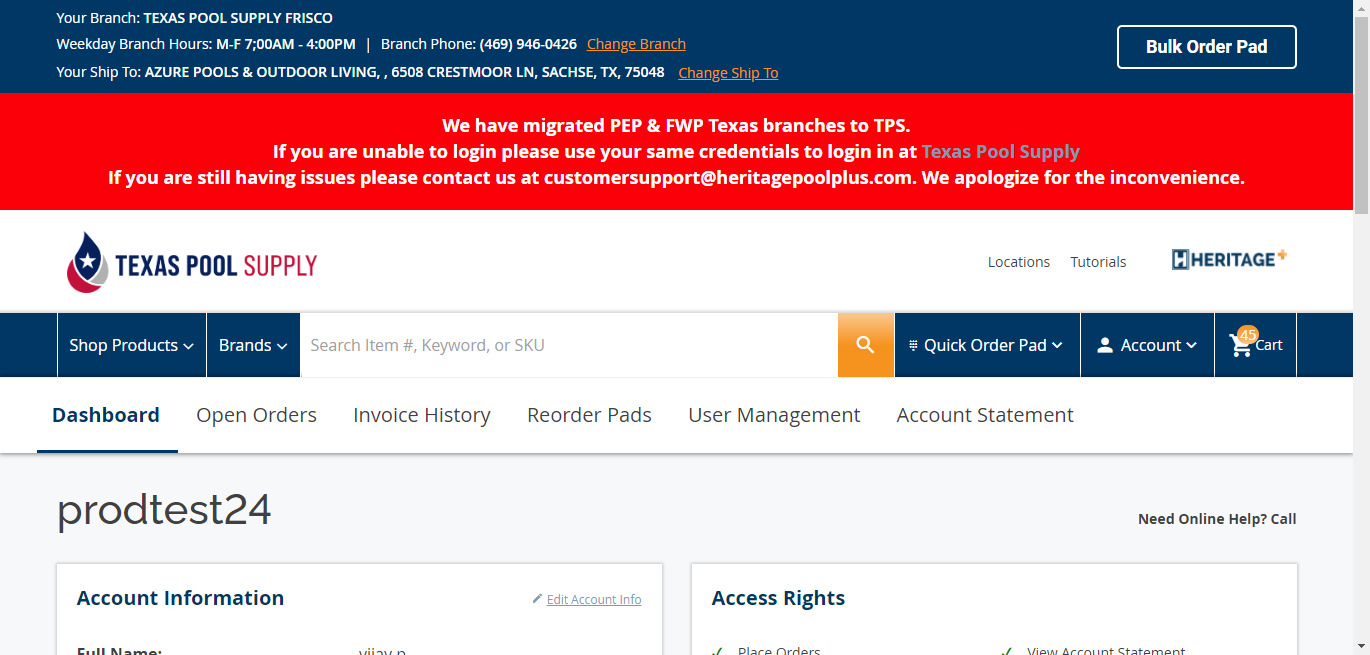 Your Branch: TEXAS POOL SUPPLY FRISCO
Weekday Branch Hours: M-F 7;00AM - 4:00PM | Branch Phone: (469) 946-0426 Change Branch
Your Ship To: AZURE POOLS & OUTDOOR LIVING, , 6508 CRESTMOOR LN, SACHSE, TX, 75048 Change Ship To
Bulk Order Pad
We have migrated PEP & FWP Texas branches to TPS.
If you are unable to login please use your same credentials to login in at Texas Pool Supply
If you are still having issues please contact us at customersupport@heritagepoolplus.com. We apologize for the inconvenience.
TEXAS POOL SUPPLY
Locations Tutorials
HERITAGE+
Shop Products Brands Search Item #, Keyword, or SKU Quick Order Pad Account 45 Cart
Dashboard Open Orders Invoice History Reorder Pads User Management Account Statement
prodtest24
Need Online Help? Call
Account Information Edit Account Info
Access Rights
Full Name: vijay p
Place Orders View Account Statement